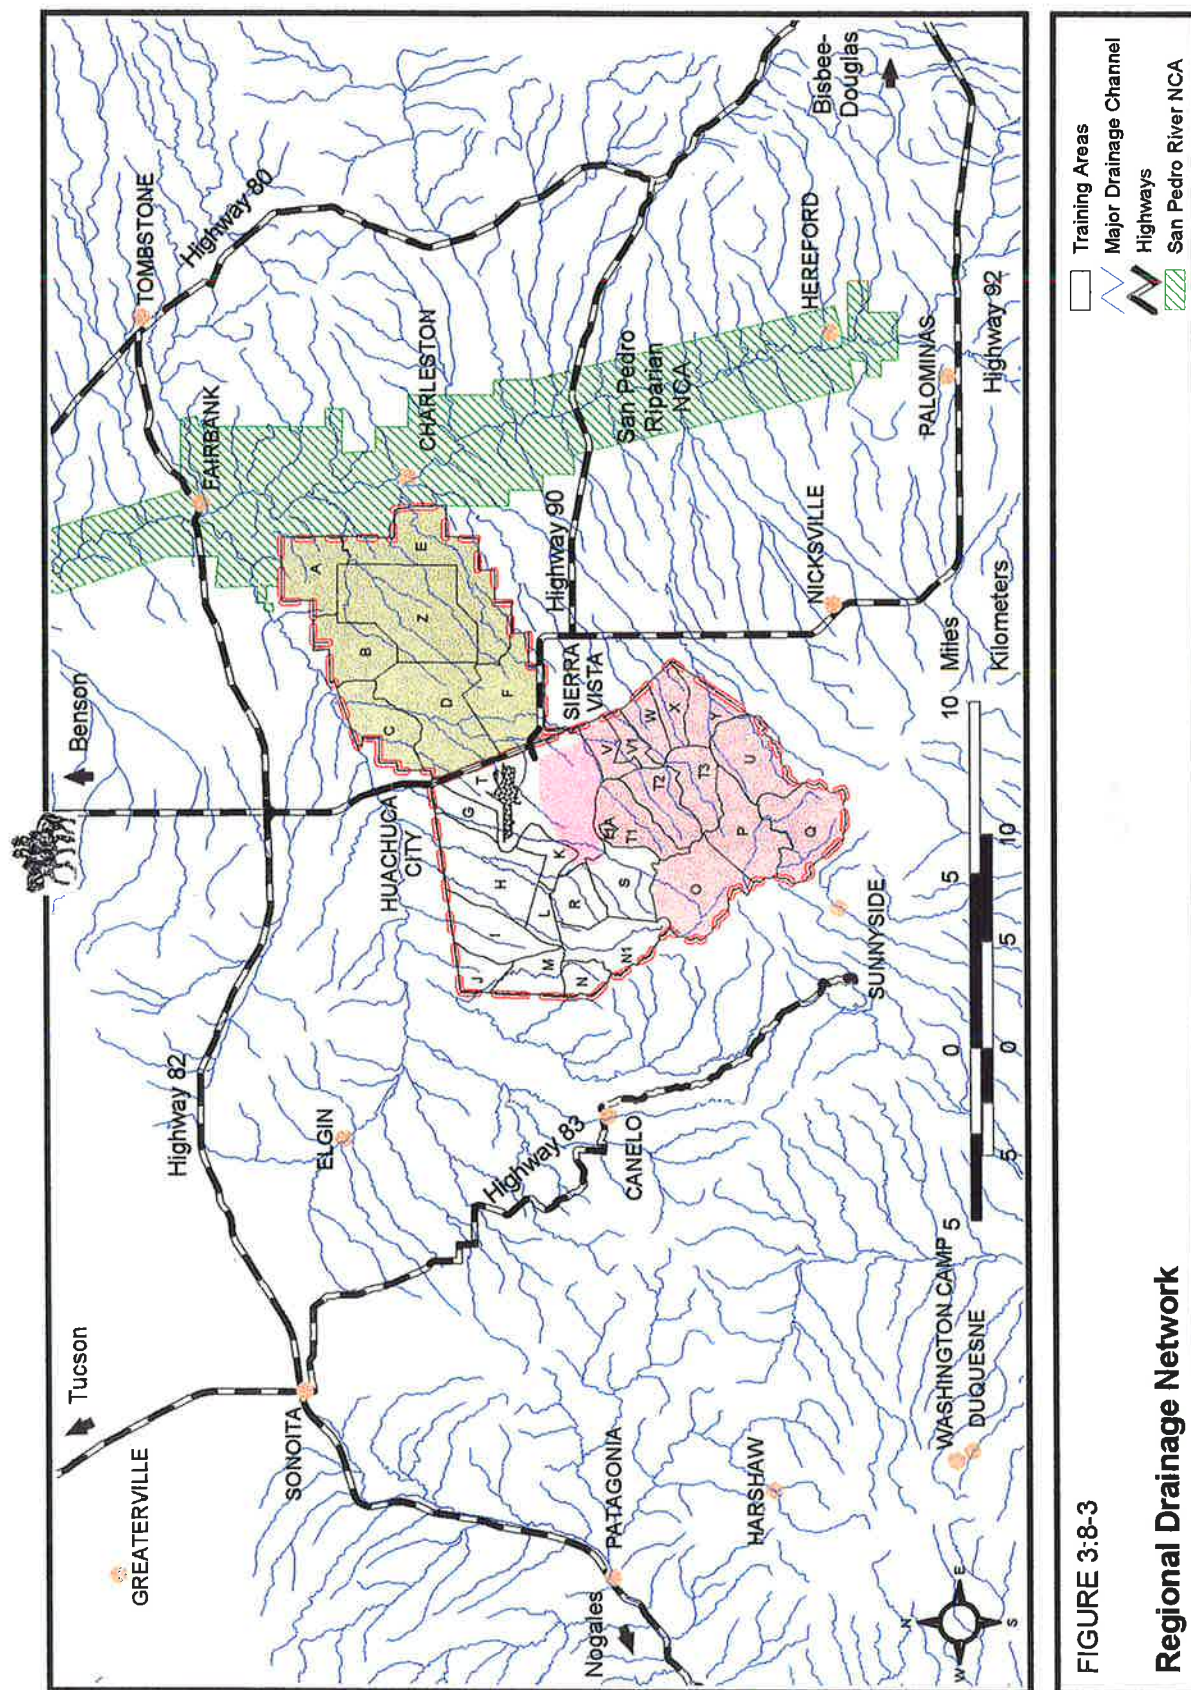 Tucson
Benson
GREATERVILLE
Highway 82
FAIRBANK
TOMBSTONE
Highway 80
SONOITA
ELGIN
HUACHUCA
CITY
CHARLESTON
Highway 83
Highway 90
San Pedro
Riparian
NCA
Bisbee-
Douglas
SIERRA
VISTA
A
B
C
D
E
F
Z
G
T
H
I
J
K
L
M
N
N1
R
S
O
P
Q
T1
T2
T3
U
V
V1
W
X
Y
Nogales
PATAGONIA
CANELO
HARSHAW
SUNNYSIDE
NICKSVILLE
HEREFORD
PALOMINAS
Highway 92
WASHINGTON CAMP
DUQUESNE
N
W
E
S
5 0 5 10 Miles
5 0 5 10 Kilometers
FIGURE 3:8-3
Regional Drainage Network
Training Areas
Major Drainage Channel
Highways
San Pedro River NCA